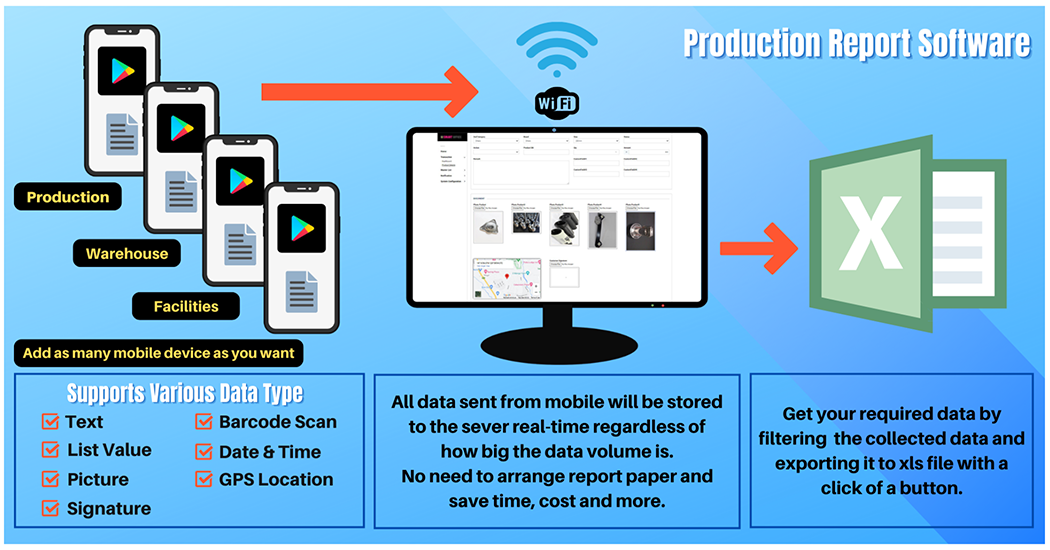 Production Report Software
WiFi
Production
Warehouse
Facilities
Add as many mobile device as you want
X
Supports Various Data Type
Text
List Value
Picture
Signature
Barcode Scan
Date & Time
GPS Location
All data sent from mobile will be stored
to the sever real-time regardless of
how big the data volume is.
No need to arrange report paper and
save time, cost and more.
Get your required data by
filtering the collected data and
exporting it to xls file with a
click of a button.